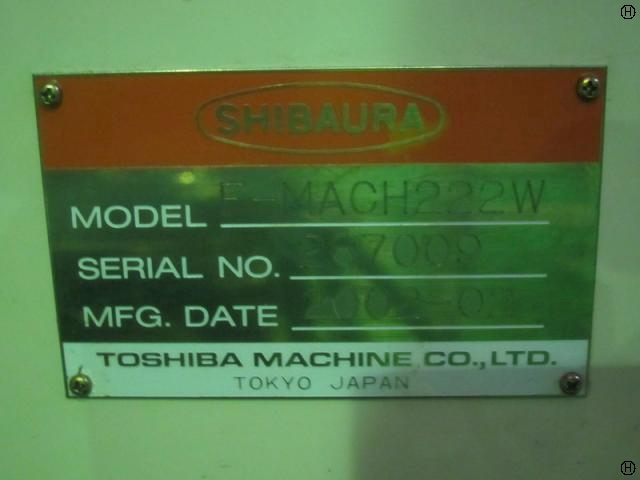 SHIBAURA
MODEL F-MACH222W
SERIAL NO.
MFG. DATE
TOSHIBA MACHINE CO.,LTD.
TOKYO JAPAN